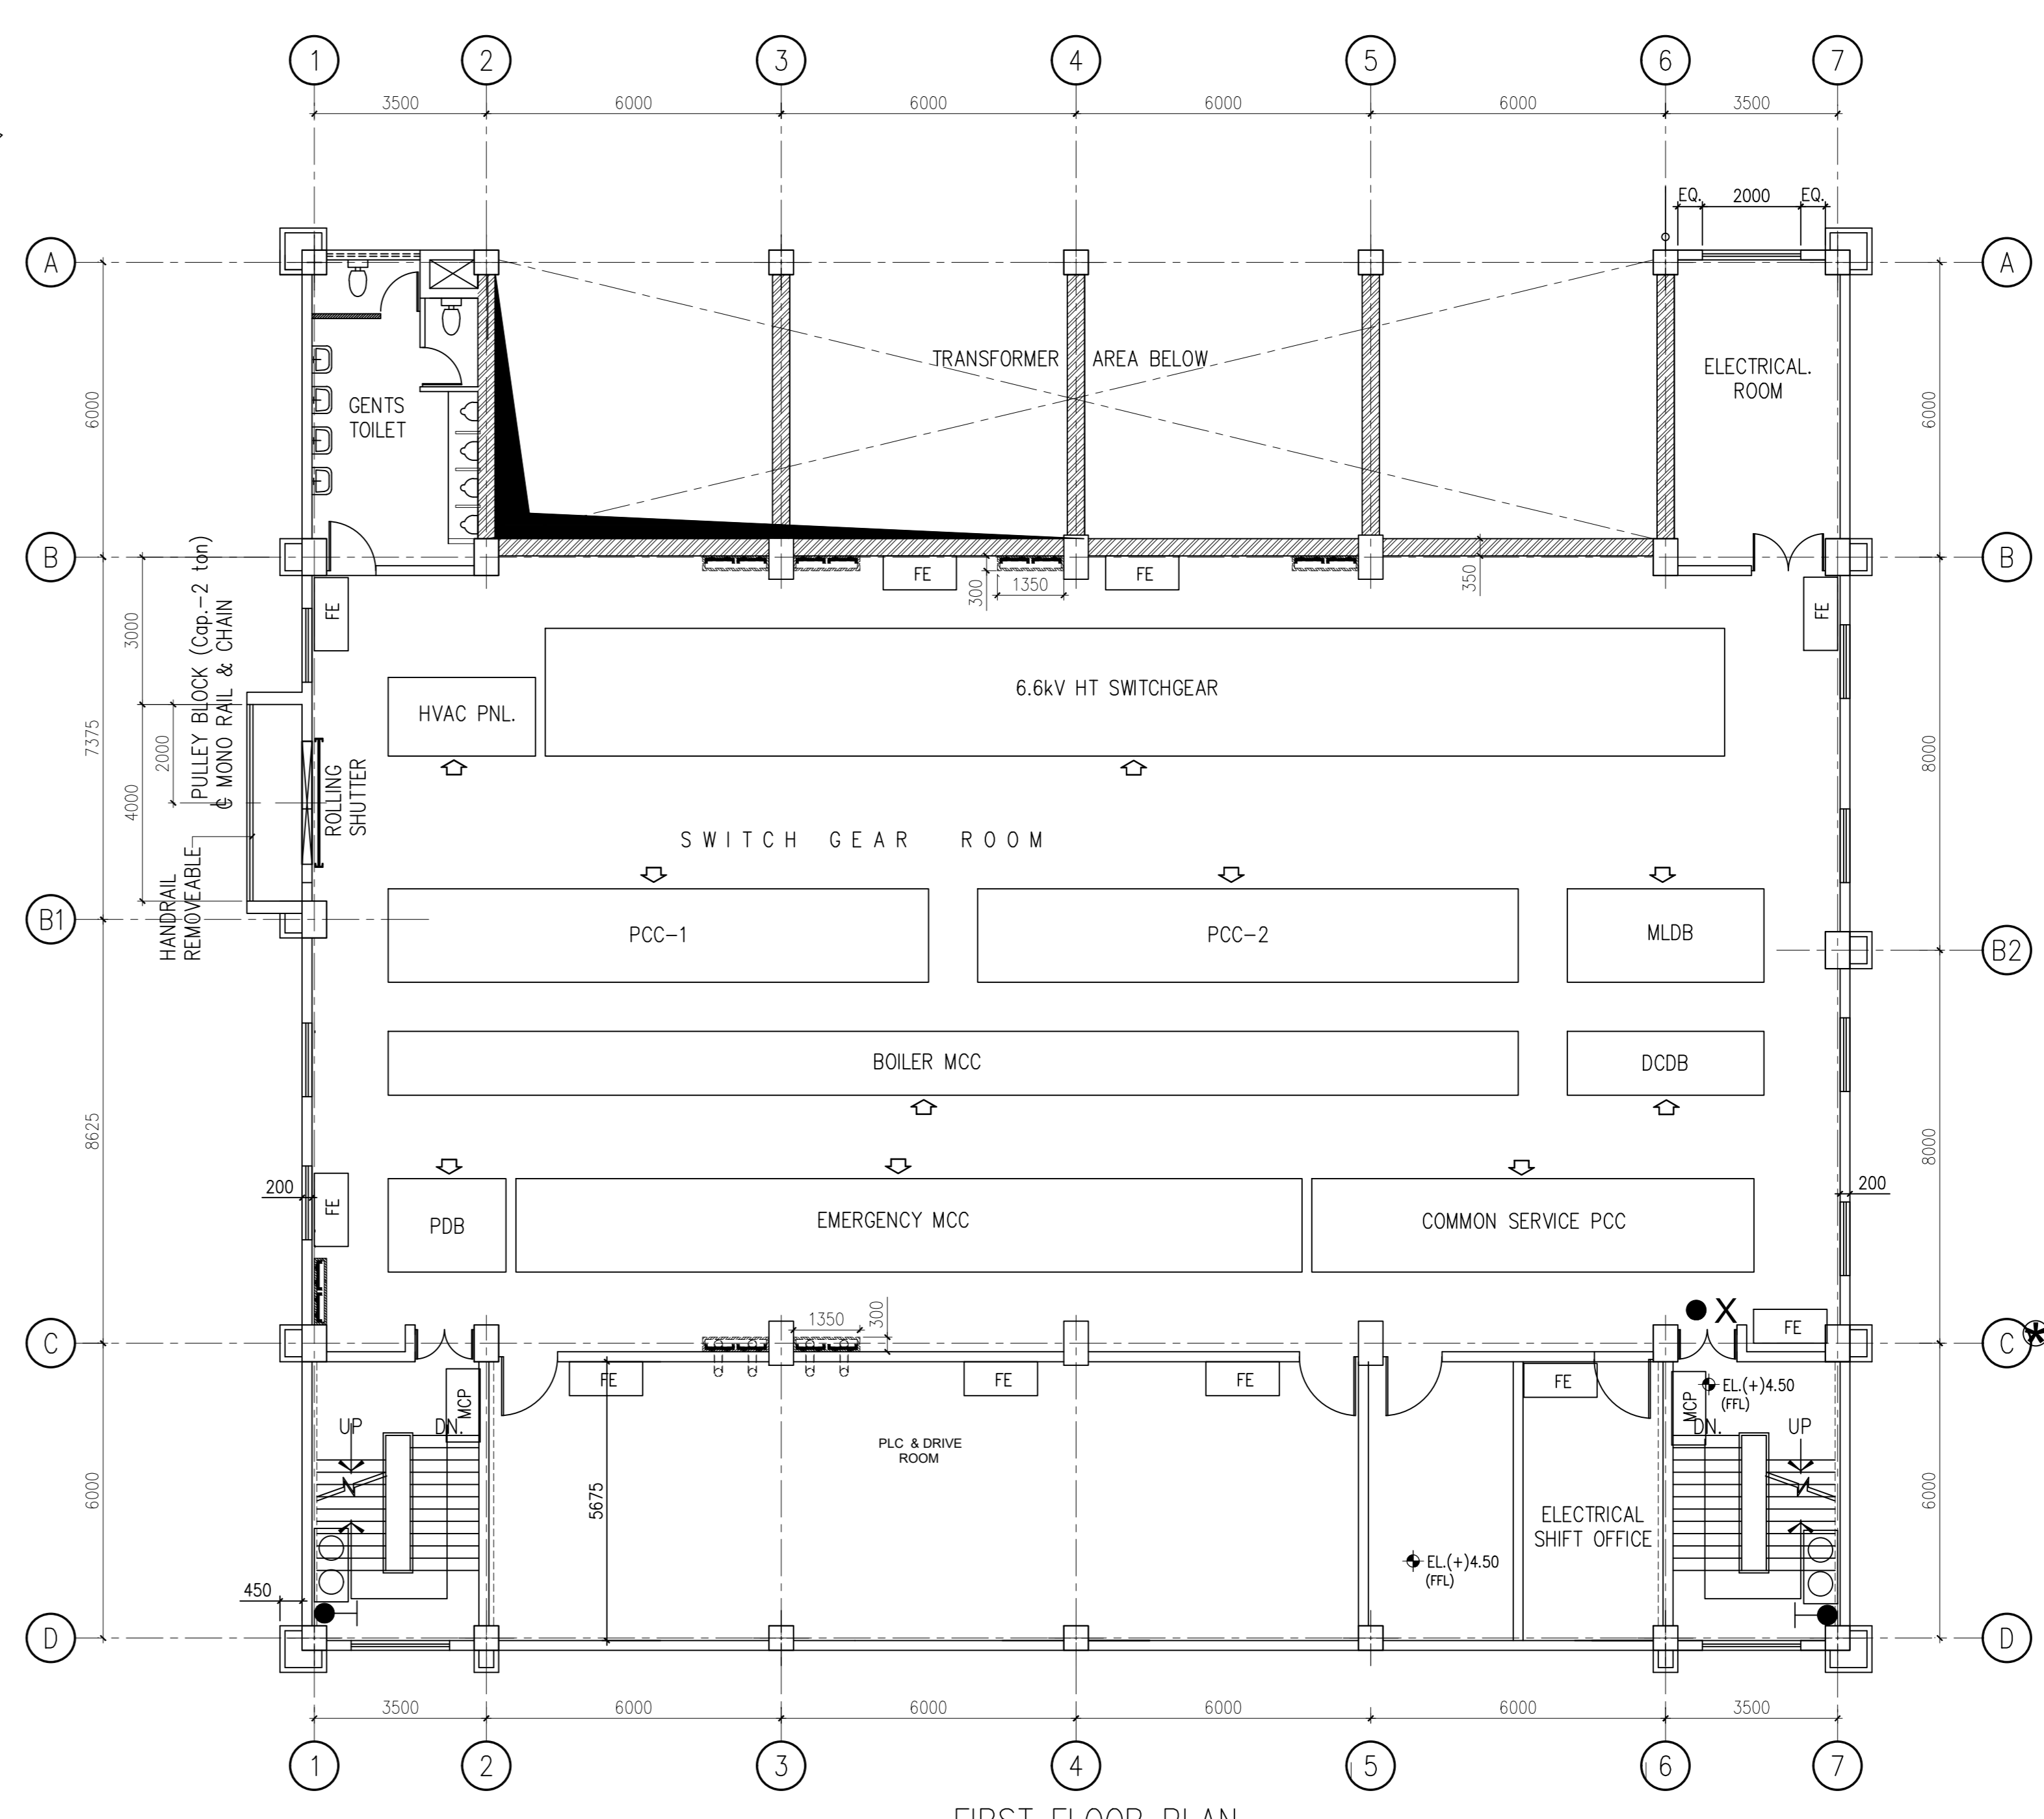 1 2 3 4 5 6 7
3500 6000 6000 6000 6000 3500
EQ. 2000 EQ.
A A
TRANSFORMER AREA BELOW
ELECTRICAL.
ROOM
GENTS
TOILET
6000 6000
B B
FE FE
300 1350 350
FE FE
3000
PULLEY BLOCK (Cap.-2 ton)
℄ MONO RAIL & CHAIN
7375
2000
4000
ROLLING
SHUTTER
HANDRAIL
REMOVEABLE
HVAC PNL.
6.6kV HT SWITCHGEAR
8000
SWITCH GEAR ROOM
B1 B2
PCC-1 PCC-2 MLDB
BOILER MCC DCDB
8625 8000
200 200
FE
PDB EMERGENCY MCC COMMON SERVICE PCC
1350 300
X
FE
C C
FE FE FE FE
MCP MCP
EL.(+)4.50
(FFL)
UP DN. DN. UP
PLC & DRIVE
ROOM
6000 5675 6000
ELECTRICAL
SHIFT OFFICE
EL.(+)4.50
(FFL)
450
D D
3500 6000 6000 6000 6000 3500
1 2 3 4 5 6 7
FIRST FLOOR PLAN